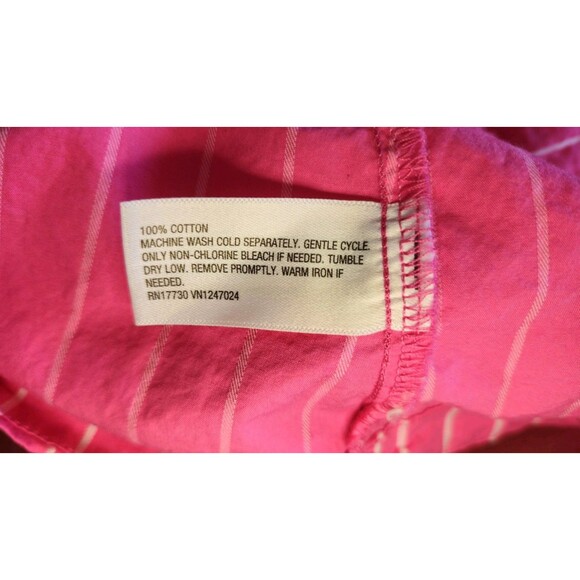 100% COTTON
MACHINE WASH COLD SEPARATELY. GENTLE CYCLE.
ONLY NON-CHLORINE BLEACH IF NEEDED. TUMBLE
DRY LOW. REMOVE PROMPTLY. WARM IRON IF
NEEDED.
RN17730 VN1247024